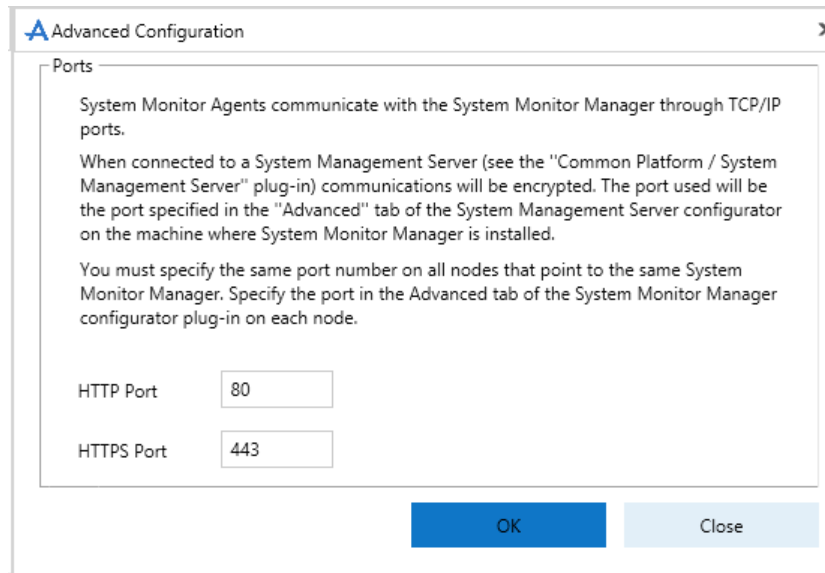 Advanced Configuration
Ports
System Monitor Agents communicate with the System Monitor Manager through TCP/IP
ports.
When connected to a System Management Server (see the "Common Platform / System
Management Server" plug-in) communications will be encrypted. The port used will be
the port specified in the "Advanced" tab of the System Management Server configurator
on the machine where System Monitor Manager is installed.
You must specify the same port number on all nodes that point to the same System
Monitor Manager. Specify the port in the Advanced tab of the System Monitor Manager
configurator plug-in on each node.
HTTP Port 80
HTTPS Port 443
OK Close